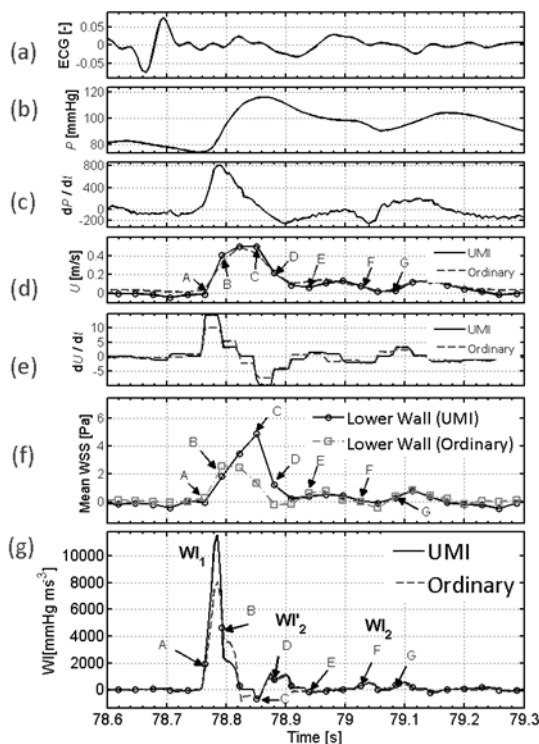 (a)
ECG [-]
0.05
0
-0.05
(b)
P [mmHg]
120
100
80
(c)
dP / dt
800
400
0
-200
(d)
U [m/s]
0.4
0.2
0
A
B
C
D
E
F
G
UMI
Ordinary
(e)
dU / dt
10
5
0
-5
UMI
Ordinary
(f)
Mean WSS [Pa]
6
4
2
0
A
B
C
D
E
F
G
Lower Wall (UMI)
Lower Wall (Ordinary)
(g)
WI[mmHg ms-3]
10000
8000
6000
4000
2000
0
WI1
WI'2
WI2
A
B
C
D
E
F
G
UMI
Ordinary
78.6 78.7 78.8 78.9 79 79.1 79.2 79.3
Time [s]